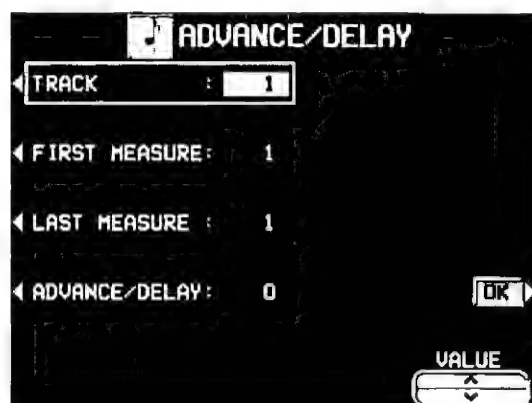 ADVANCE/DELAY
TRACK : 1
FIRST MEASURE: 1
LAST MEASURE : 1
ADVANCE/DELAY: 0
OK
VALUE